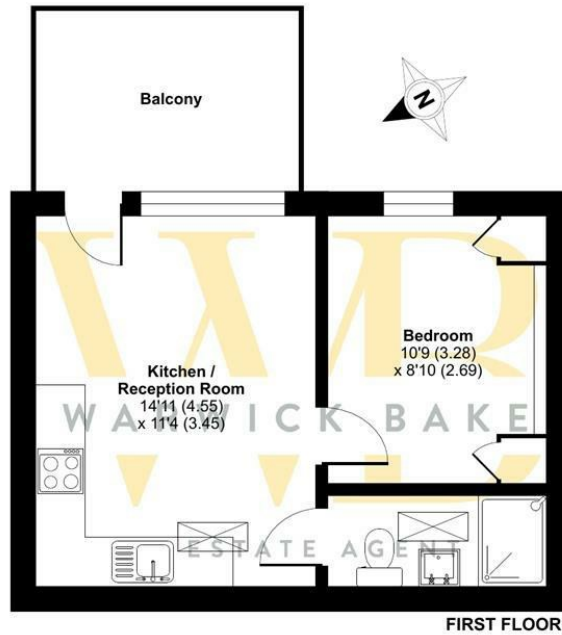 Balcony
N
Kitchen /
Reception Room
14'11 (4.55)
x 11'4 (3.45)
Bedroom
10'9 (3.28)
x 8'10 (2.69)
WR
WARWICK BAKE
ESTATE AGENT
FIRST FLOOR